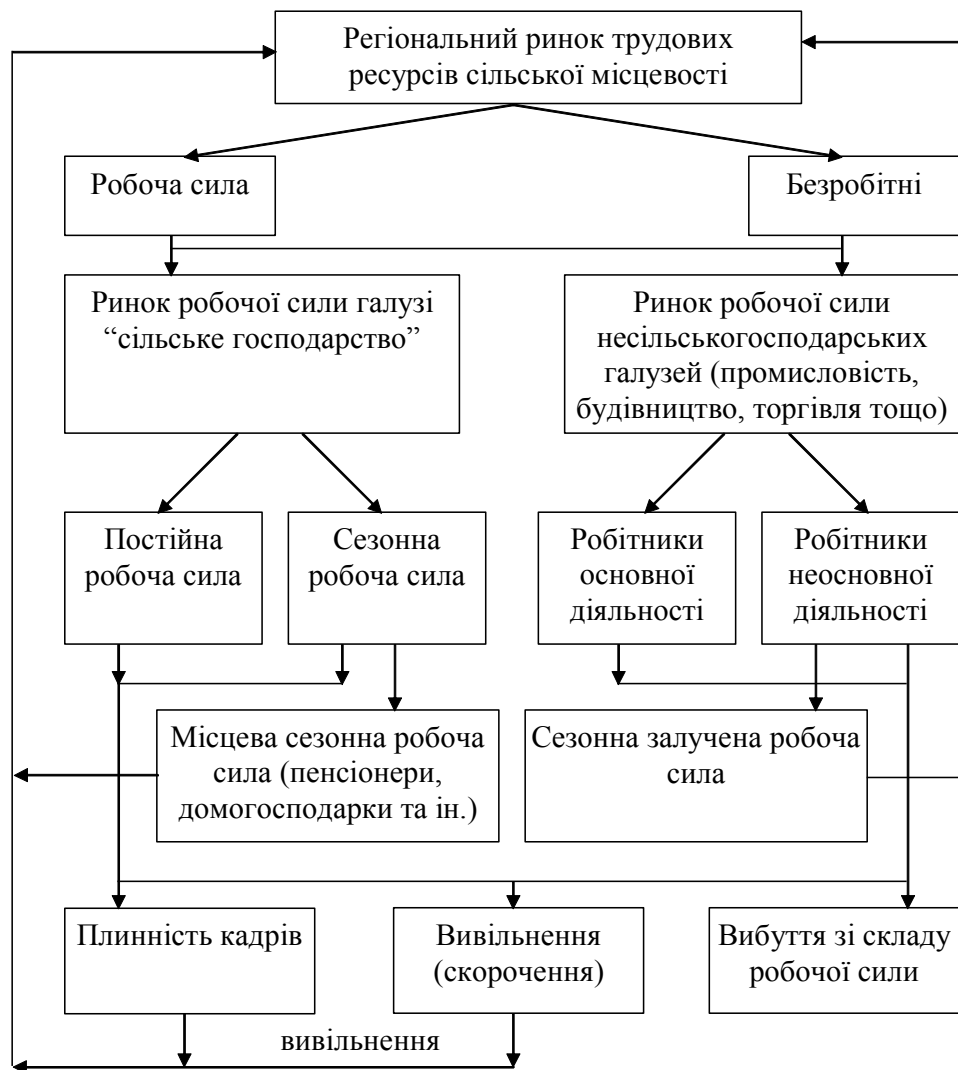 Регіональний ринок трудових
ресурсів сільської місцевості
Робоча сила
Безробітні
Ринок робочої сили галузі
“сільське господарство”
Ринок робочої сили
несільськогосподарських
галузей (промисловість,
будівництво, торгівля тощо)
Постійна
робоча сила
Сезонна
робоча сила
Робітники
основної
діяльності
Робітники
неосновної
діяльності
Місцева сезонна робоча
сила (пенсіонери,
домогосподарки та ін.)
Сезонна залучена робоча
сила
Плинність кадрів
Вивільнення
(скорочення)
Вибуття зі складу
робочої сили
вивільнення